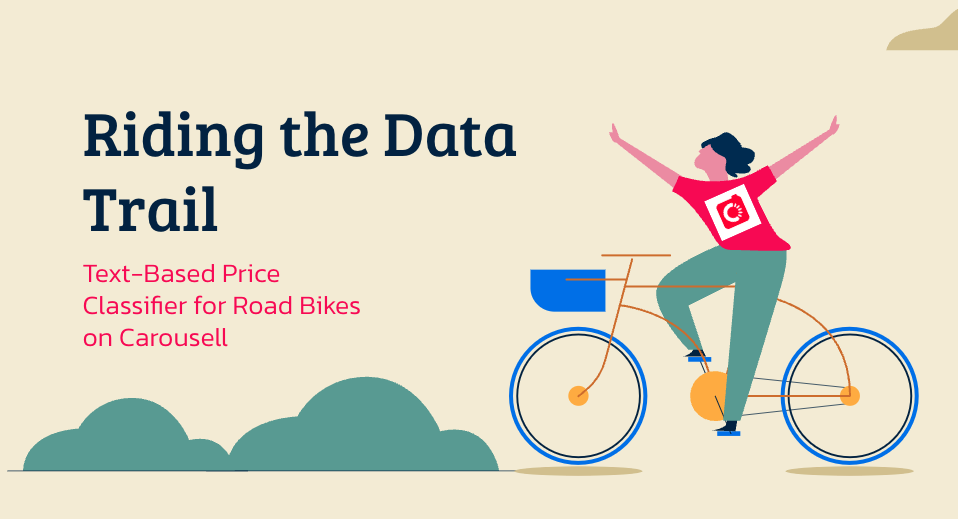 Riding the Data
Trail
Text-Based Price
Classifier for Road Bikes
on Carousell